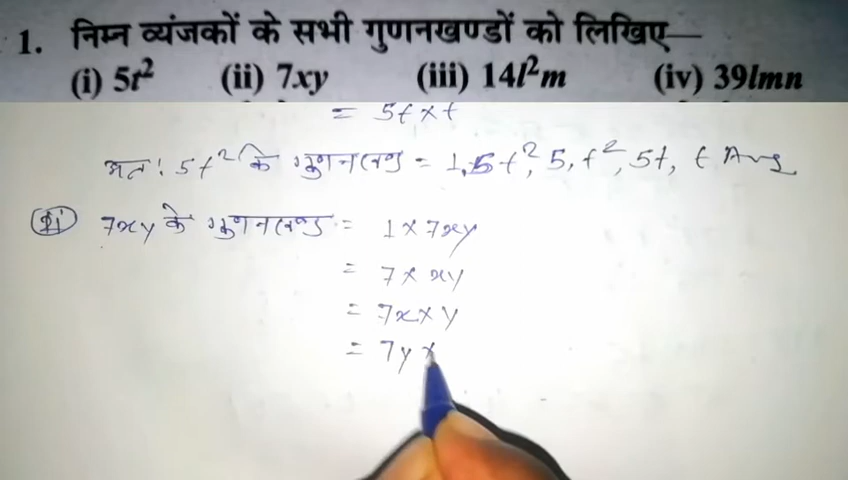 1. निम्न व्यंजकों के सभी गुणनखण्डों को लिखिए—
(i) 5t² (ii) 7xy (iii) 14l²m (iv) 39lmn
= 5t × t
अतः 5t² के गुणनखण्ड = 1, 5t², 5, t², 5t, t Ans
(ii) 7xy के गुणनखण्ड = 1 × 7xy
= 7 × xy
= 7x × y
= 7y ×